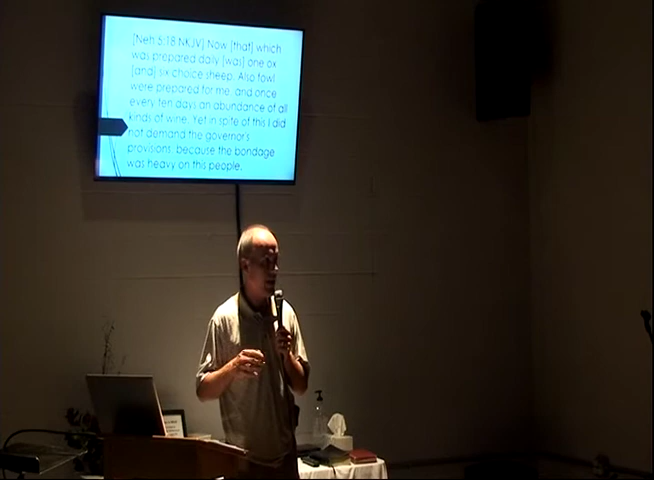 [Neh 5:18 NKJV] Now [that] which
was prepared daily [was] one ox
[and] six choice sheep. Also fowl
were prepared for me, and once
every ten days an abundance of all
kinds of wine. Yet in spite of this I did
not demand the governor's
provisions, because the bondage
was heavy on this people.